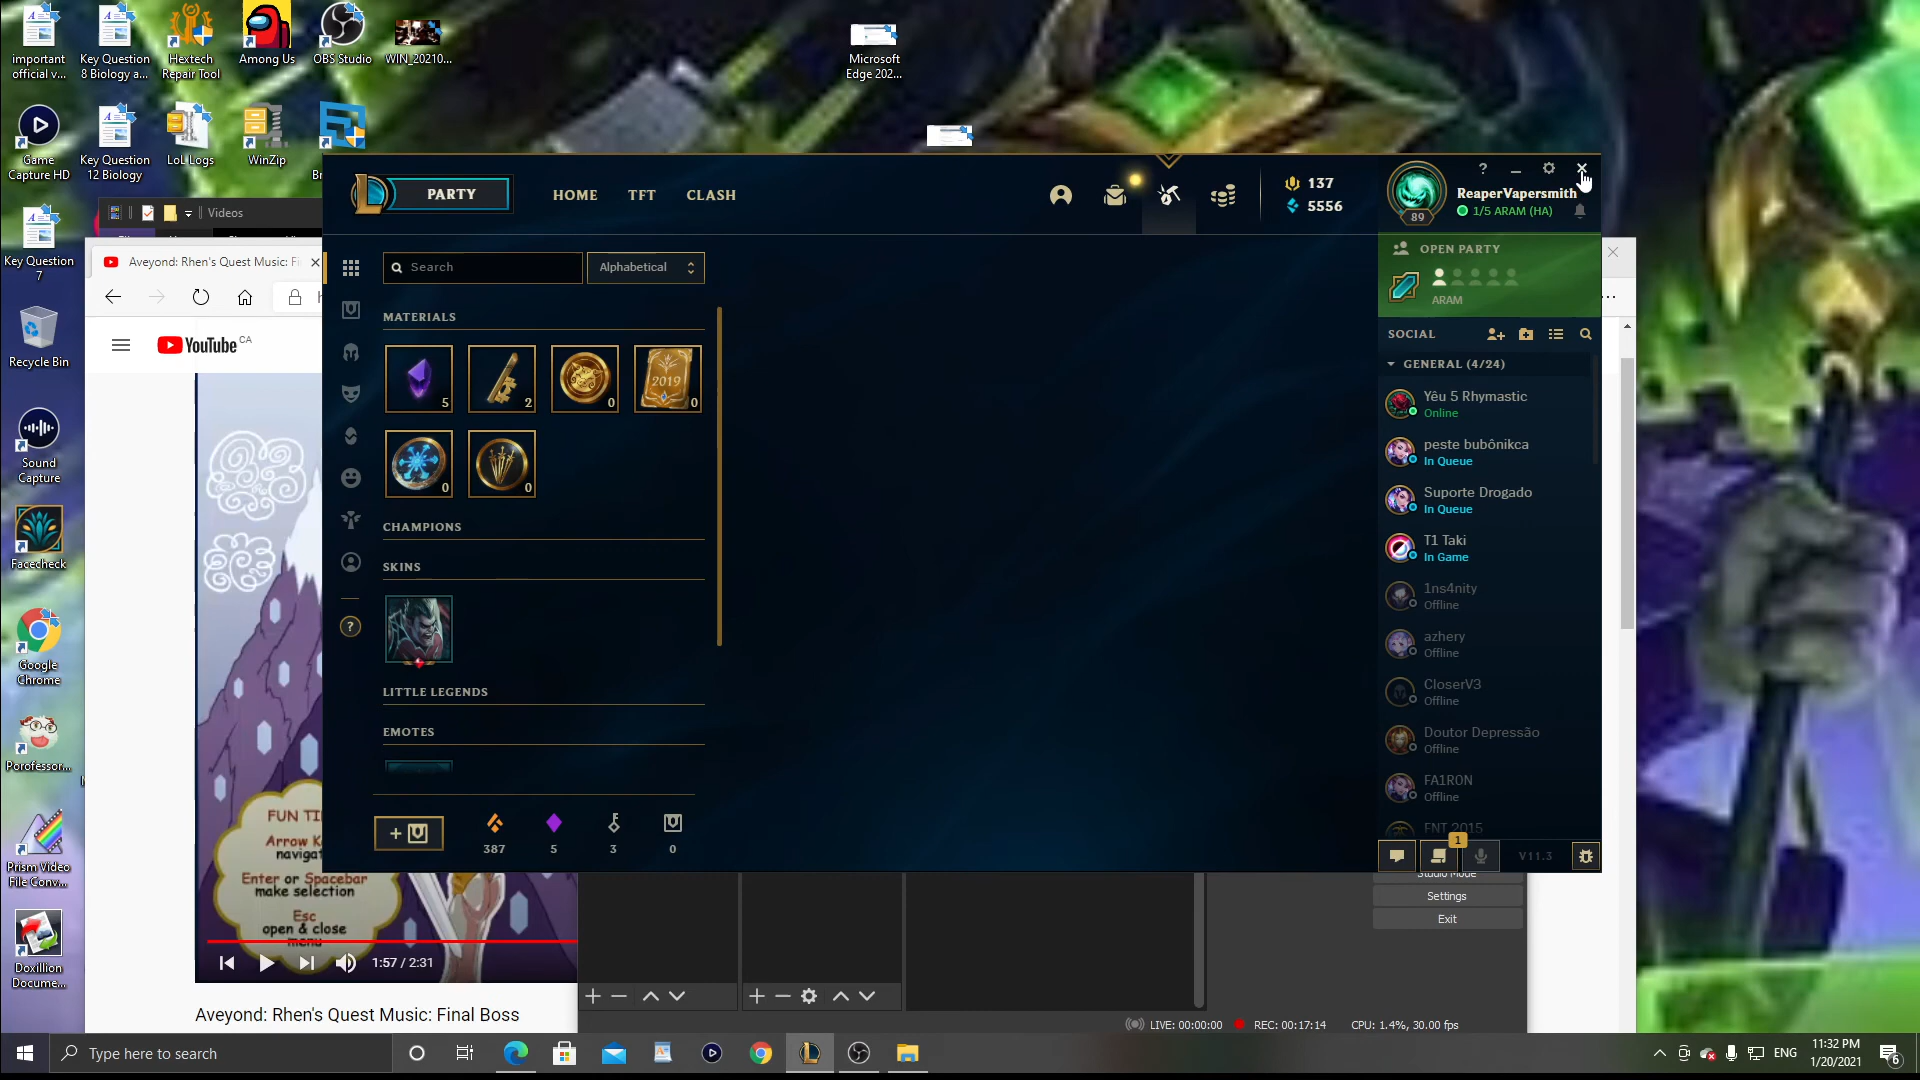 important
official v...
Key Question
8 Biology a...
Hextech
Repair Tool
Among Us
OBS Studio
WIN_20210...
Microsoft
Edge 202...
Game
Capture HD
Key Question
12 Biology
LoL Logs
WinZip
Key Question
7
Recycle Bin
Sound
Capture
Facecheck
Google
Chrome
Porofessor...
Prism Video
File Conv...
Doxillion
Docume...
Videos
Aveyond: Rhen's Quest Music: Fi
YouTube CA
FUN TI
Arrow K
navigat
Enter or Spacebar
make selection
Esc
open & close
menu
1:57 / 2:31
Aveyond: Rhen's Quest Music: Final Boss
PARTY
HOME
TFT
CLASH
137
5556
?
89
ReaperVapersmith
1/5 ARAM (HA)
Search
Alphabetical
MATERIALS
5
2
0
2019
0
0
0
CHAMPIONS
SKINS
LITTLE LEGENDS
EMOTES
?
+
387
5
3
0
OPEN PARTY
ARAM
SOCIAL
GENERAL (4/24)
Yêu 5 Rhymastic
Online
peste bubônikca
In Queue
Suporte Drogado
In Queue
T1 Taki
In Game
1ns4nity
Offline
azhery
Offline
CloserV3
Offline
Doutor Depressão
Offline
FA1R0N
Offline
FNT 2015
1
V11.3
Studio Mode
Settings
Exit
LIVE: 00:00:00
REC: 00:17:14
CPU: 1.4%, 30.00 fps
Type here to search
ENG
11:32 PM
1/20/2021
6